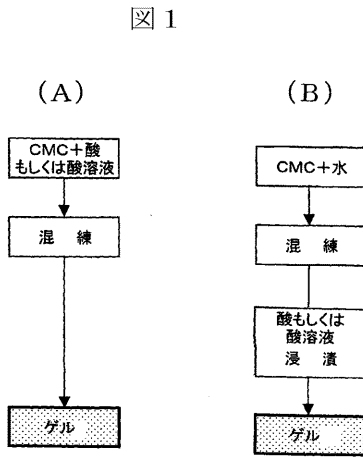 図1
(A)
CMC+酸
もしくは酸溶液
混 練
ゲル
(B)
CMC+水
混 練
酸もしくは
酸溶液
浸 漬
ゲル